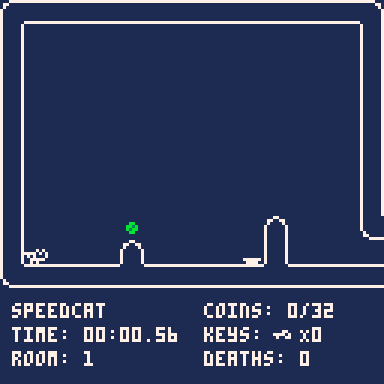 SPEEDCAT
COINS: 0/32
TIME: 00:00.56
KEYS: x0
ROOM: 1
DEATHS: 0